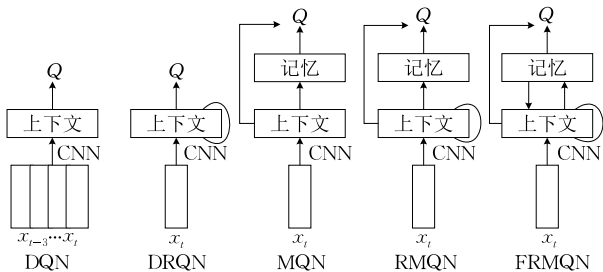 Q Q Q
记忆 记忆 记忆
Q Q
上下文 上下文 上下文 上下文 上下文
CNN CNN CNN CNN CNN
x_{t-3}···x_t x_t x_t x_t x_t
DQN DRQN MQN RMQN FRMQN